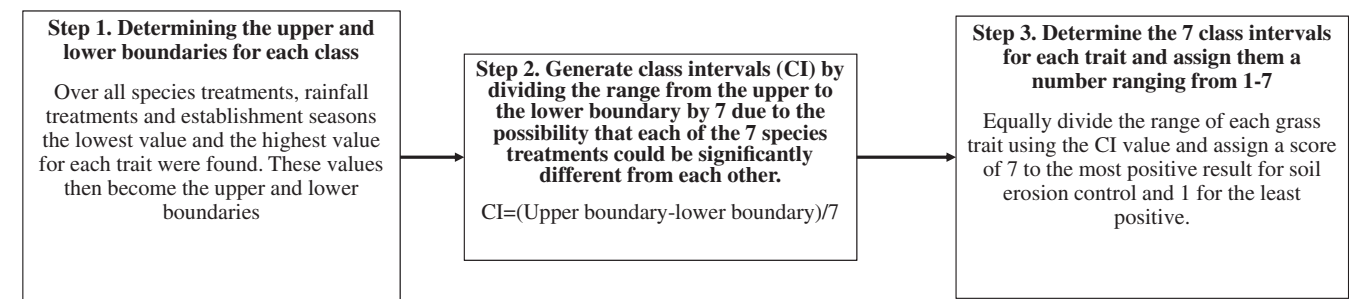 Step 1. Determining the upper and
lower boundaries for each class
Over all species treatments, rainfall
treatments and establishment seasons
the lowest value and the highest value
for each trait were found. These values
then become the upper and lower
boundaries
Step 2. Generate class intervals (CI) by
dividing the range from the upper to
the lower boundary by 7 due to the
possibility that each of the 7 species
treatments could be significantly
different from each other.
CI=(Upper boundary-lower boundary)/7
Step 3. Determine the 7 class intervals
for each trait and assign them a
number ranging from 1-7
Equally divide the range of each grass
trait using the CI value and assign a score
of 7 to the most positive result for soil
erosion control and 1 for the least
positive.